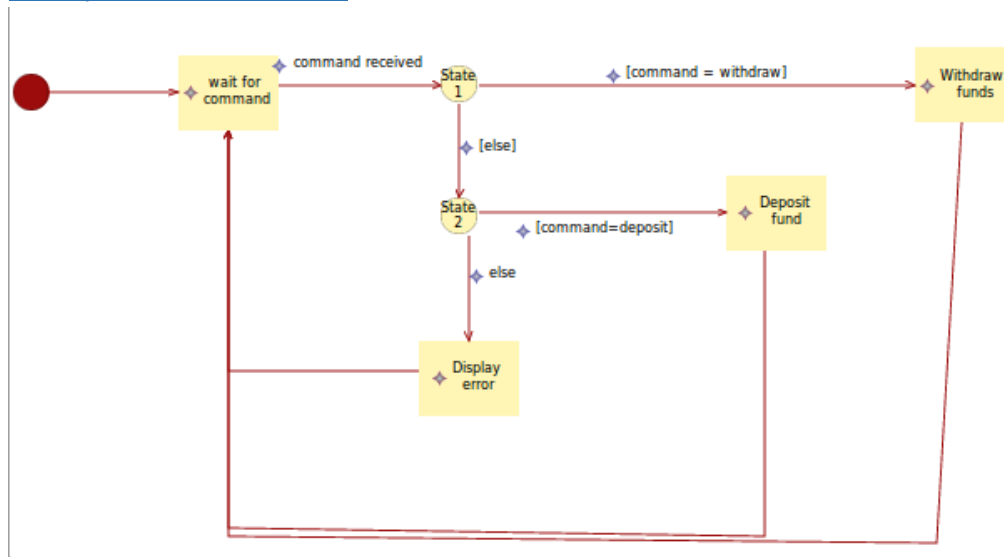 wait for
command
command received
State
1
[command = withdraw]
Withdraw
funds
[else]
State
2
[command=deposit]
Deposit
fund
else
Display
error